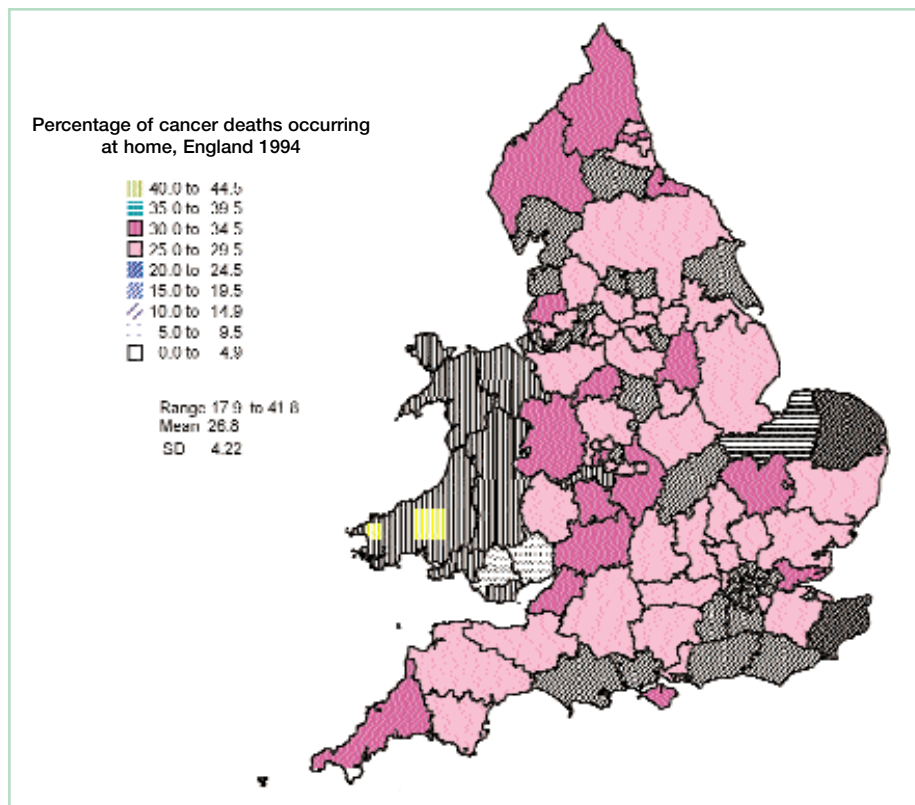 Percentage of cancer deaths occurring
at home, England 1994
40.0 to 44.5
35.0 to 39.5
30.0 to 34.5
25.0 to 29.5
20.0 to 24.5
15.0 to 19.5
10.0 to 14.9
5.0 to 9.5
0.0 to 4.9
Range 17.9 to 41.8
Mean 26.8
SD 4.22